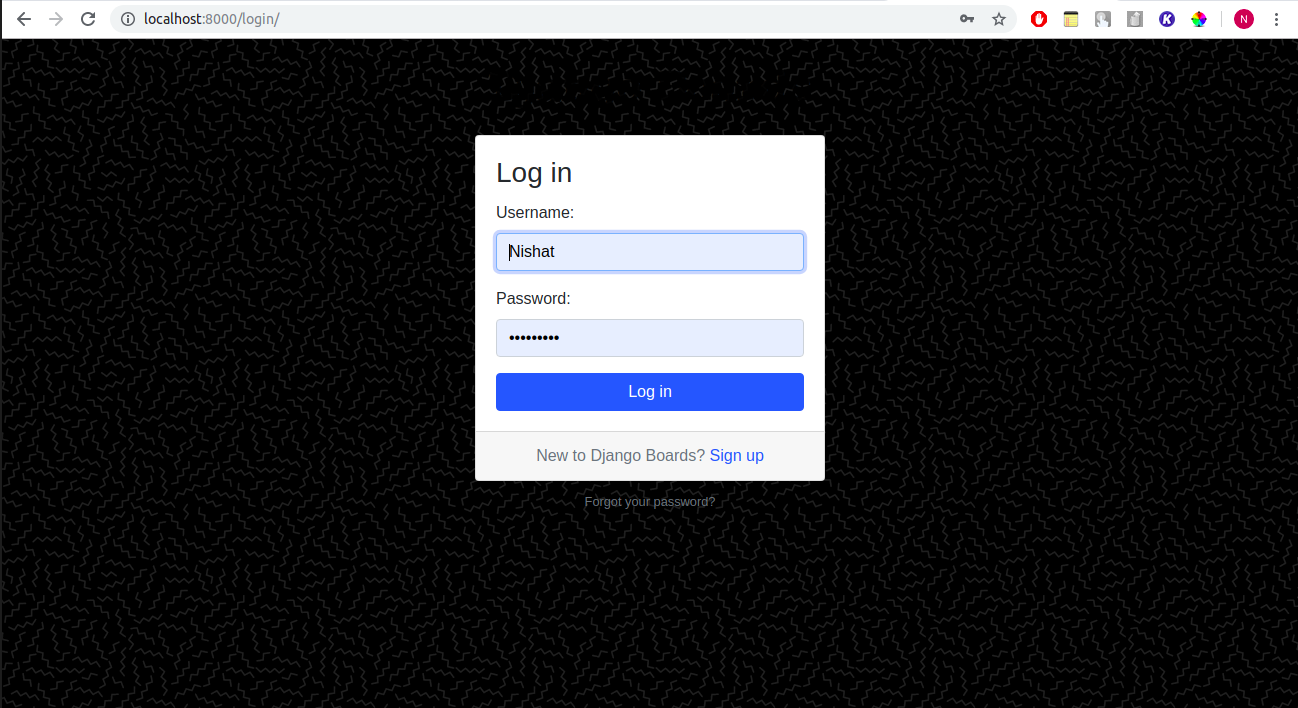 localhost:8000/login/
N
Log in
Username:
Nishat
Password:
•••••••••
Log in
New to Django Boards? Sign up
Forgot your password?